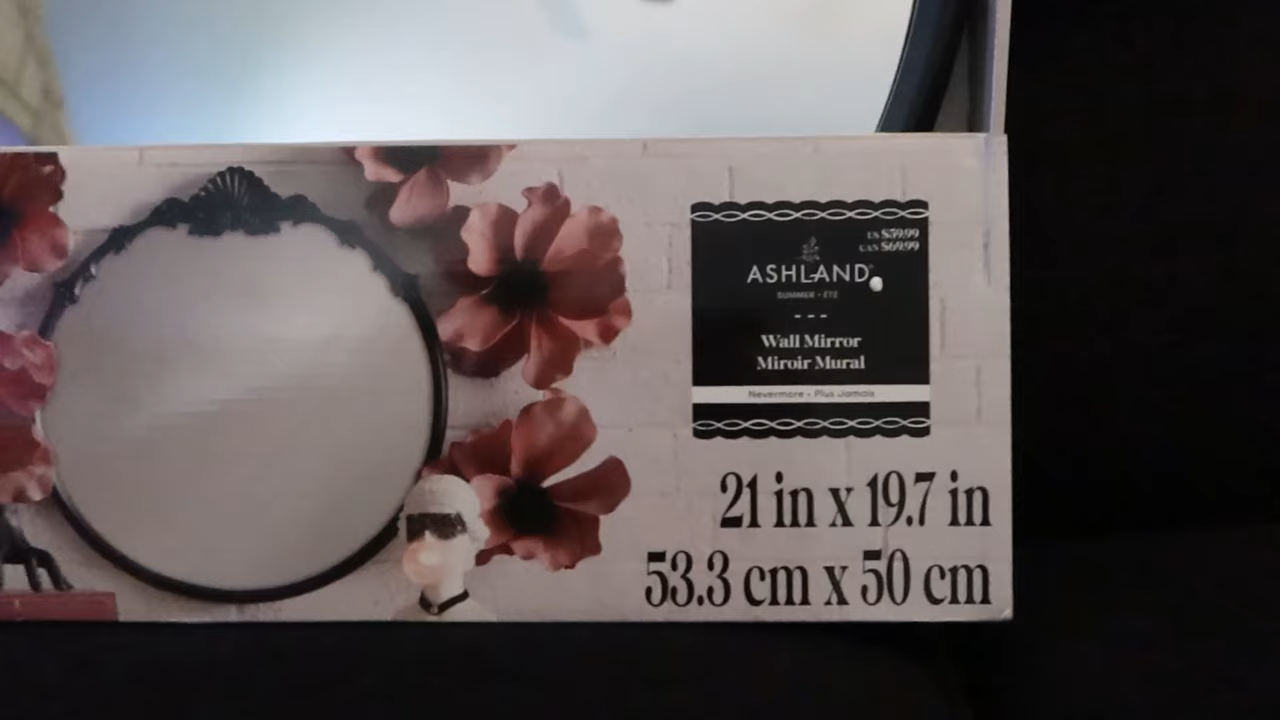 US $59.99
CAN $69.99
ASHLAND®
SUMMER • ÉTÉ
Wall Mirror
Miroir Mural
Nevermore • Plus Jamais
21 in x 19.7 in
53.3 cm x 50 cm